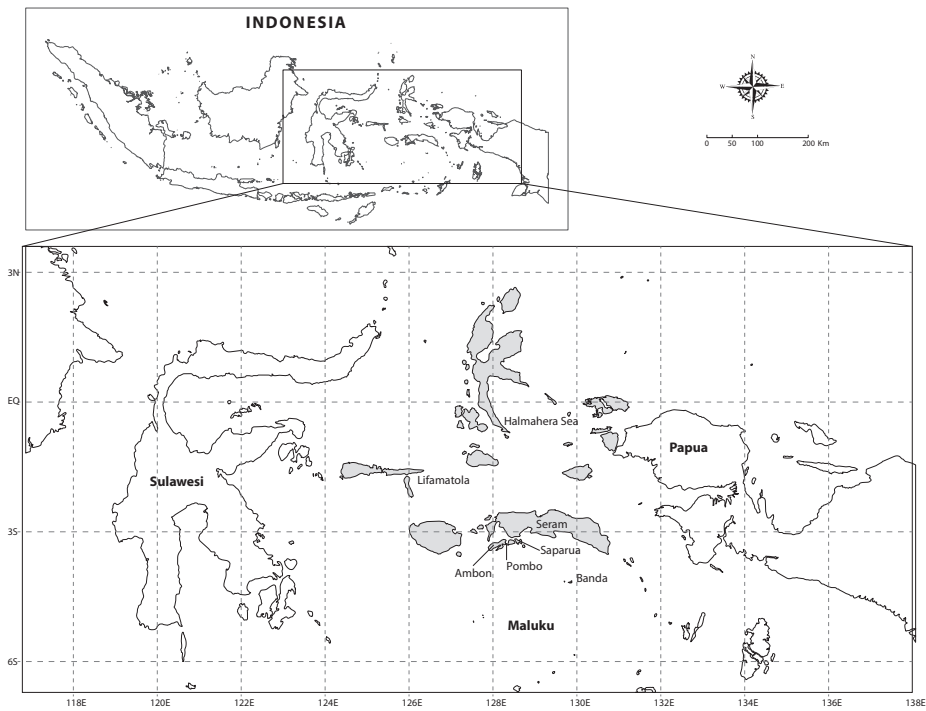 INDONESIA
N
W
E
S
0 50 100 200 Km
3N
EQ
Halmahera Sea
Papua
Sulawesi
Lifamatola
3S
Seram
Saparua
Ambon
Pombo
Banda
Maluku
6S
118E 120E 122E 124E 126E 128E 130E 132E 134E 136E 138E